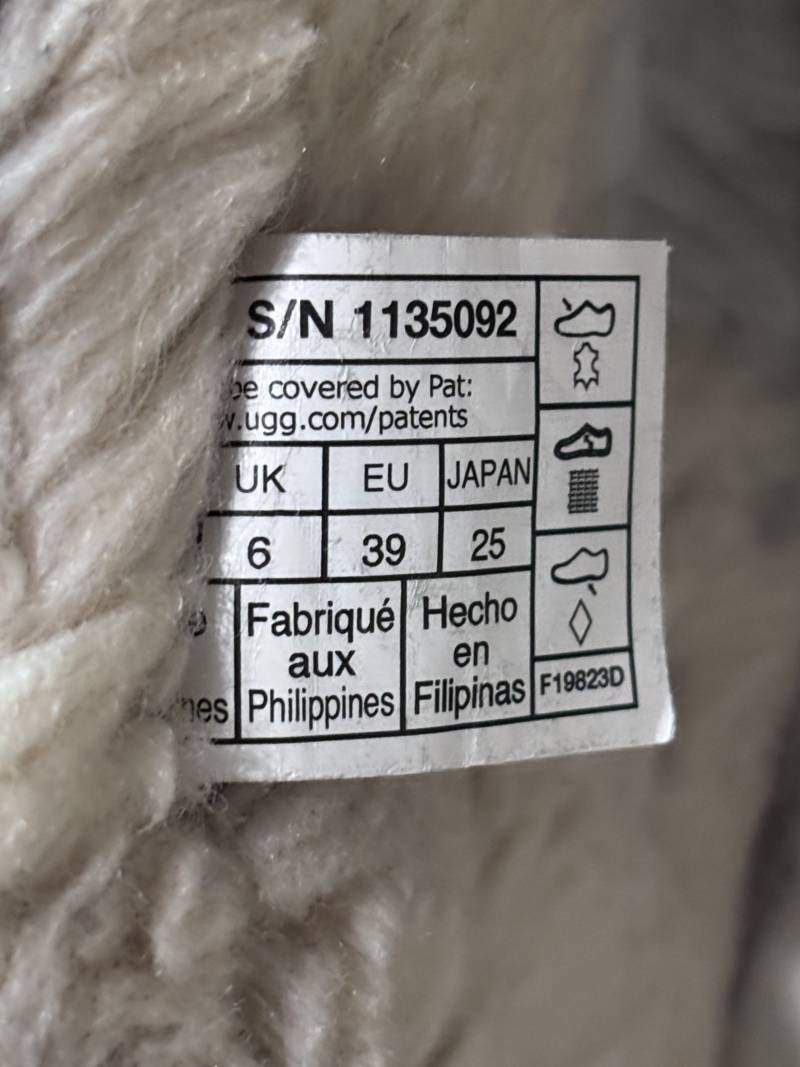 S/N 1135092
be covered by Pat:
.ugg.com/patents
UK EU JAPAN
6 39 25
Fabriqué
aux
Philippines
Hecho
en
Filipinas
F19823D